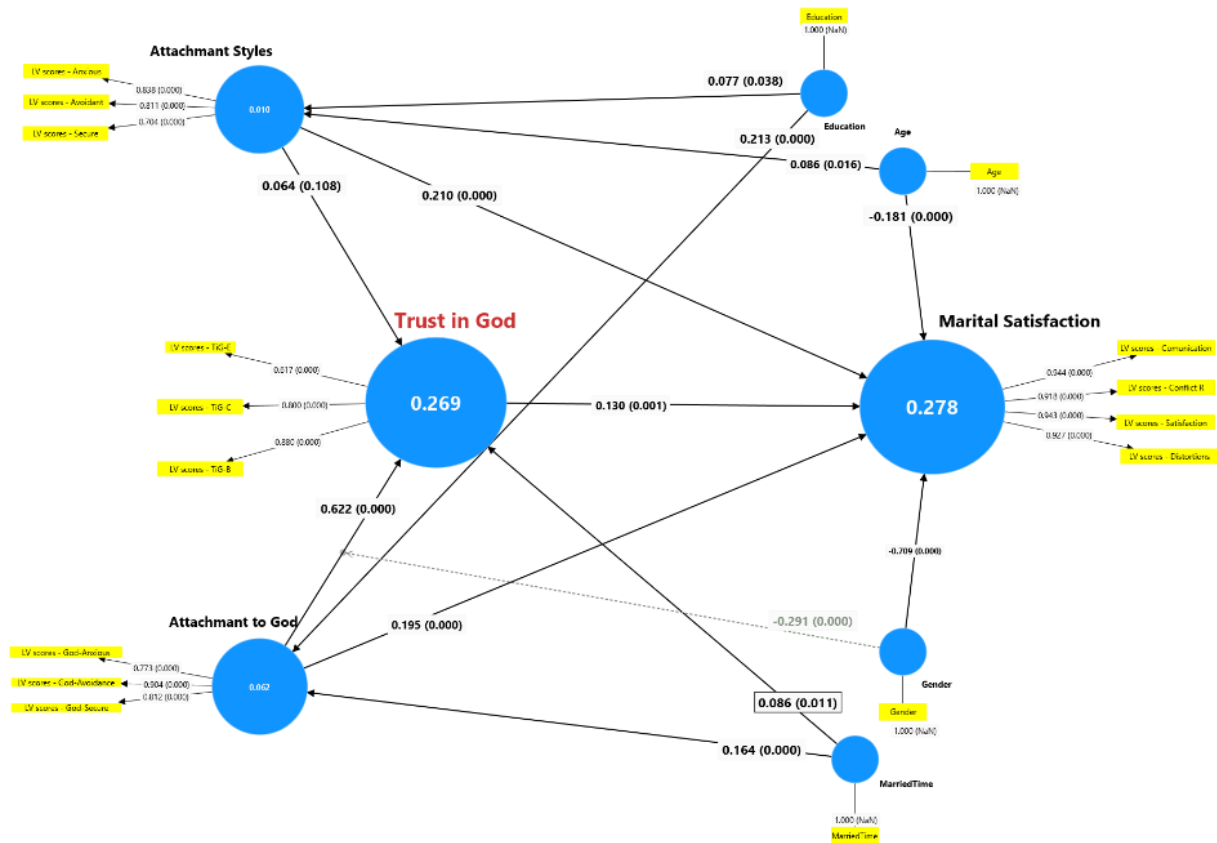 Education
1.000 (NaN)
Attachmant Styles
LV scores - Anxious
0.838 (0.000)
LV scores - Avoidant
0.811 (0.000)
LV scores - Secure
0.704 (0.000)
0.010
0.077 (0.038)
Education
0.213 (0.000)
Age
0.086 (0.016)
Age
1.000 (NaN)
0.064 (0.108)
0.210 (0.000)
-0.181 (0.000)
Trust in God
Marital Satisfaction
LV scores - TiG-E
0.817 (0.000)
LV scores - TiG-C
0.800 (0.000)
LV scores - TiG-B
0.880 (0.000)
0.269
0.130 (0.001)
0.278
LV scores - Comunication
0.944 (0.000)
LV scores - Conflict R
0.918 (0.000)
LV scores - Satisfaction
0.943 (0.000)
LV scores - Distortions
0.927 (0.000)
0.622 (0.000)
-0.709 (0.000)
-0.291 (0.000)
0.195 (0.000)
Attachmant to God
LV scores - God-Anxious
0.773 (0.000)
LV scores - God-Avoidance
0.904 (0.000)
LV scores - God-Secure
0.812 (0.000)
0.062
Gender
Gender
1.000 (NaN)
0.086 (0.011)
0.164 (0.000)
MarriedTime
1.000 (NaN)
MarriedTime